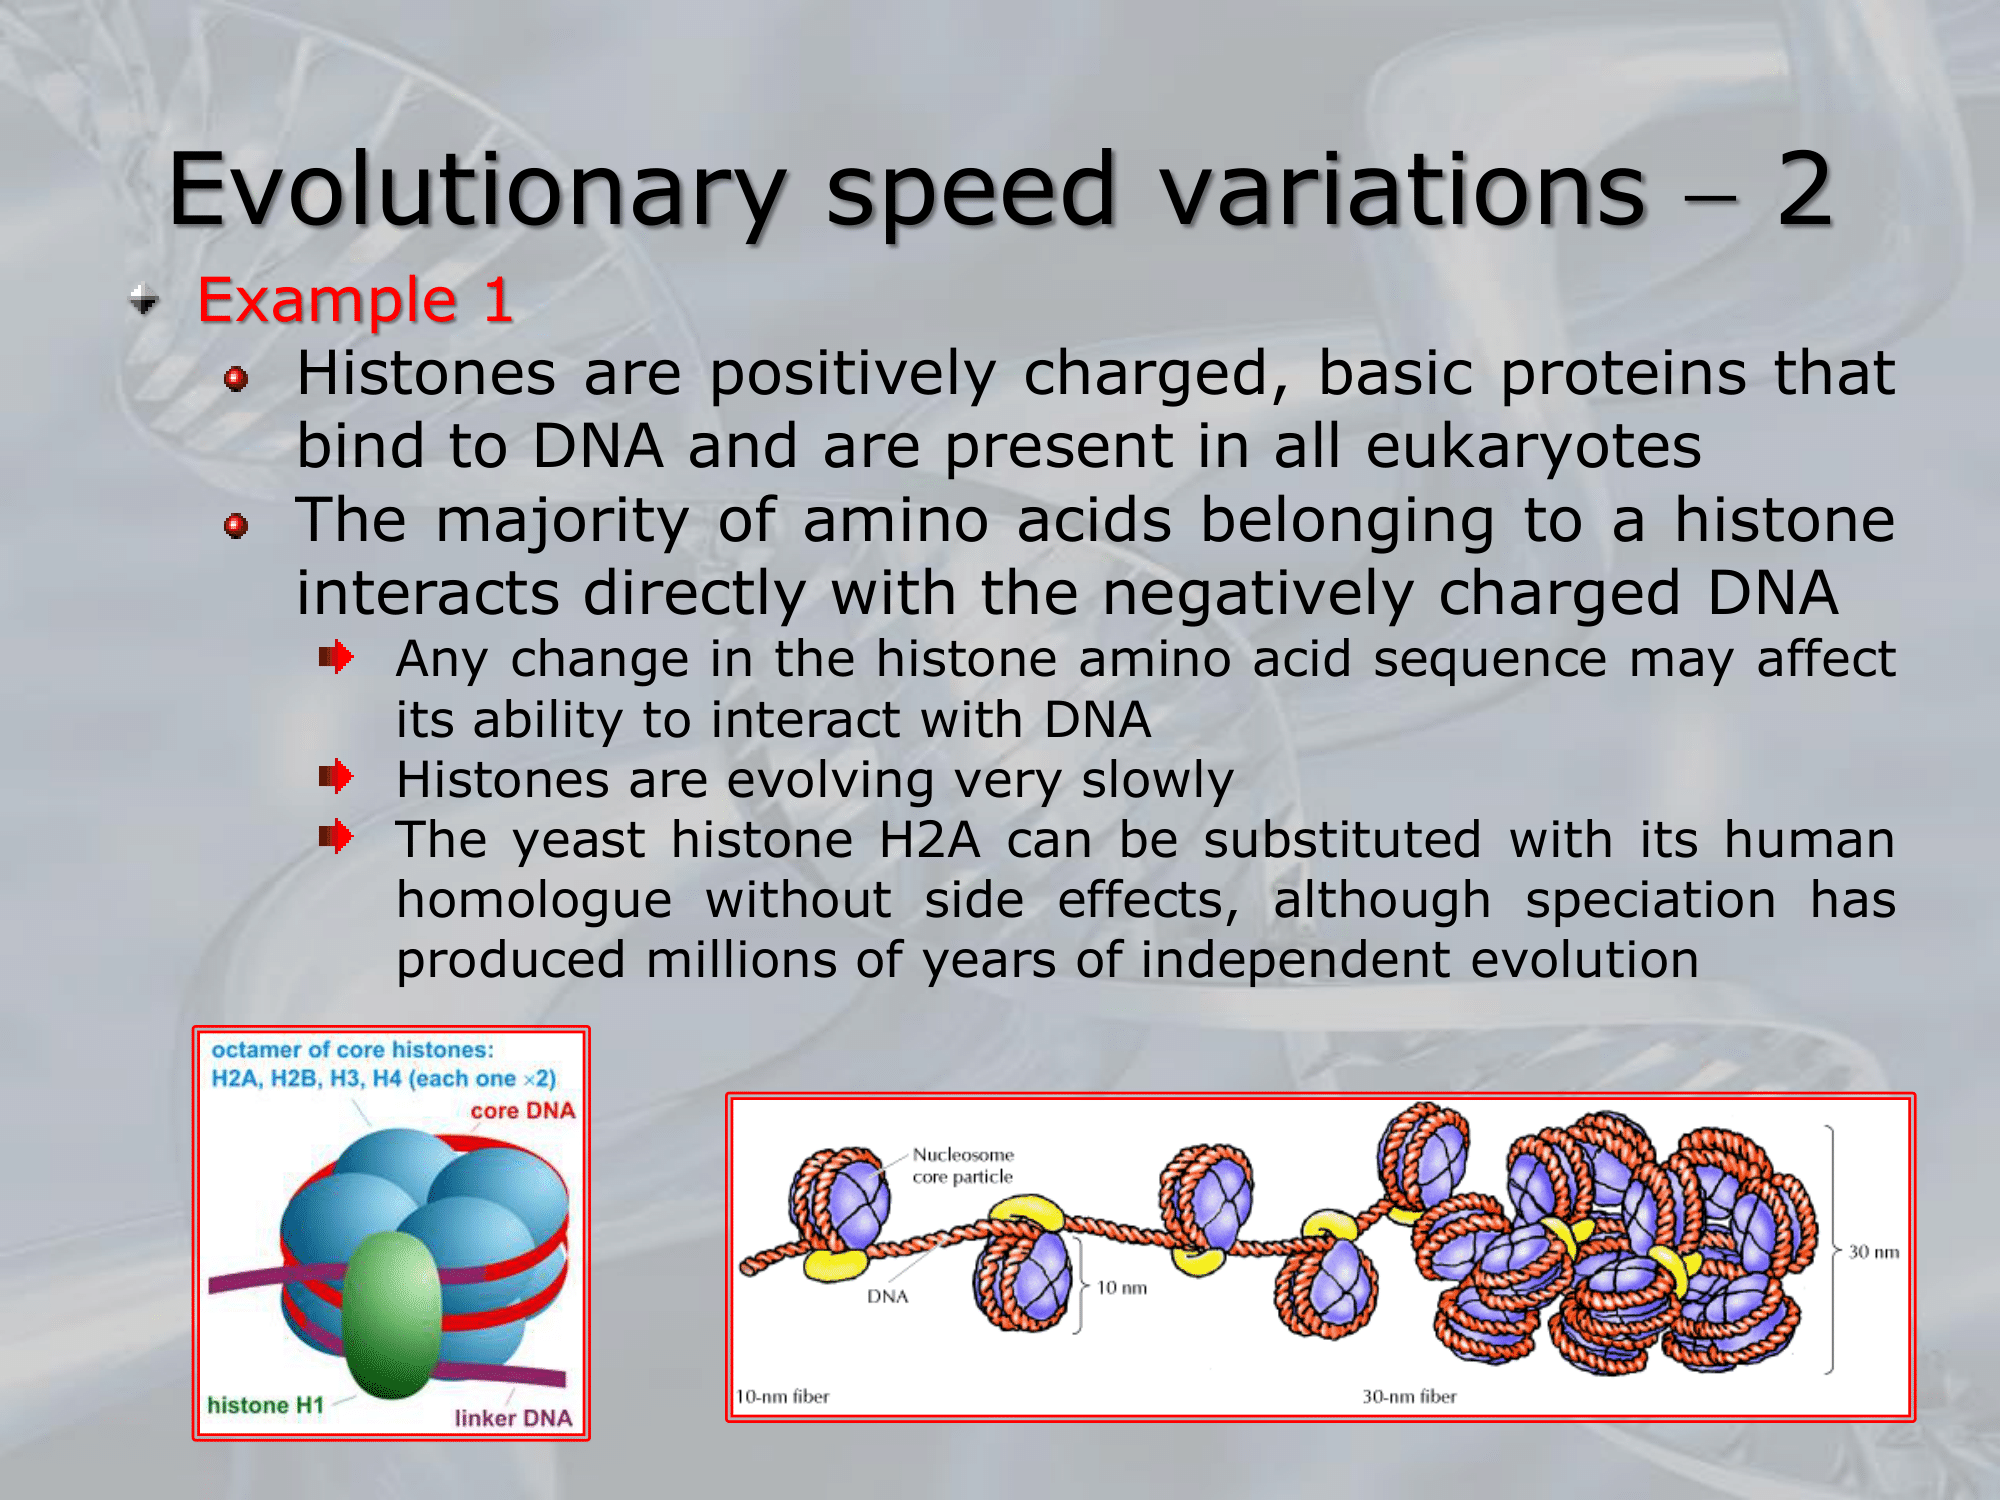 Evolutionary speed variations – 2
Example 1
Histones are positively charged, basic proteins that
bind to DNA and are present in all eukaryotes
The majority of amino acids belonging to a histone
interacts directly with the negatively charged DNA
Any change in the histone amino acid sequence may affect
its ability to interact with DNA
Histones are evolving very slowly
The yeast histone H2A can be substituted with its human
homologue without side effects, although speciation has
produced millions of years of independent evolution
octamer of core histones:
H2A, H2B, H3, H4 (each one ×2)
core DNA
histone H1
linker DNA
Nucleosome
core particle
DNA
10 nm
30 nm
10-nm fiber
30-nm fiber